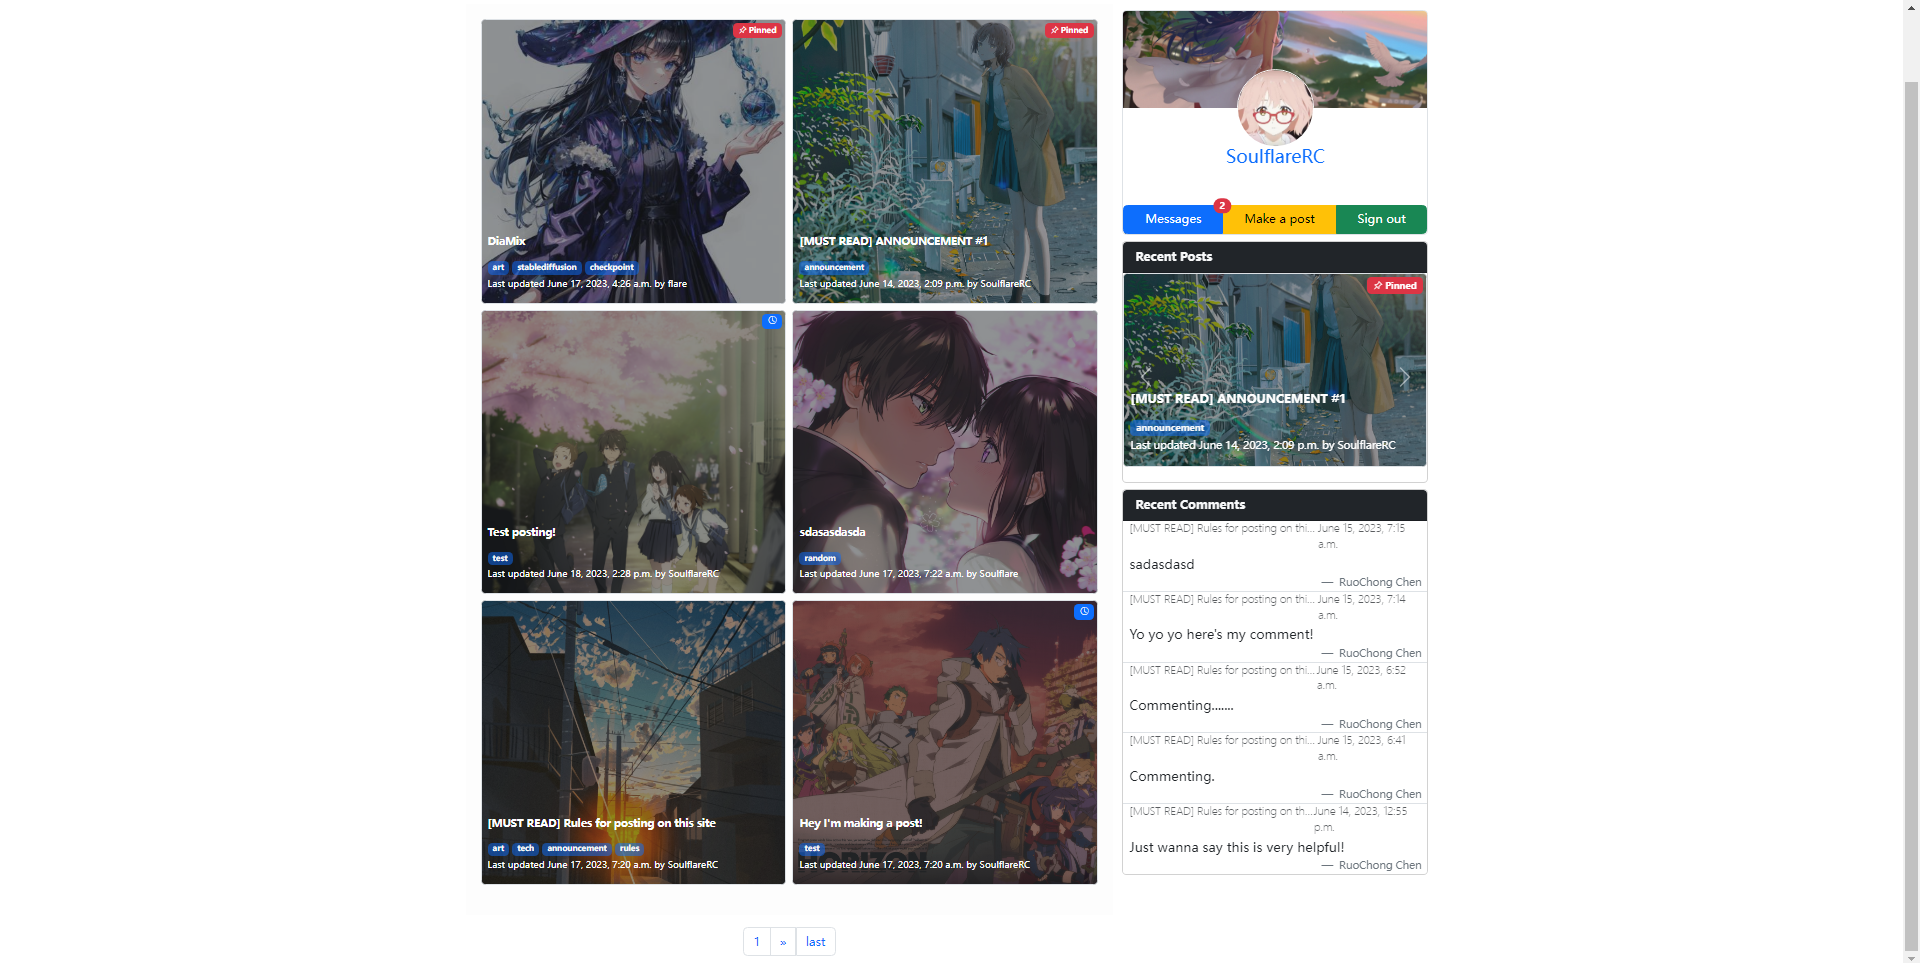 Pinned
DiaMix
art stablediffusion checkpoint
Last updated June 17, 2023, 4:26 a.m. by flare
Pinned
[MUST READ] ANNOUNCEMENT #1
announcement
Last updated June 14, 2023, 2:09 p.m. by SoulflareRC
Test posting!
test
Last updated June 18, 2023, 2:28 p.m. by SoulflareRC
sdasasdasda
random
Last updated June 17, 2023, 7:22 a.m. by Soulflare
[MUST READ] Rules for posting on this site
art tech announcement rules
Last updated June 17, 2023, 7:20 a.m. by SoulflareRC
Hey I'm making a post!
test
Last updated June 17, 2023, 7:20 a.m. by SoulflareRC
1 » last
SoulflareRC
2
Messages Make a post Sign out
Recent Posts
Pinned
[MUST READ] ANNOUNCEMENT #1
announcement
Last updated June 14, 2023, 2:09 p.m. by SoulflareRC
Recent Comments
[MUST READ] Rules for posting on thi... June 15, 2023, 7:15
a.m.
sadasdasd
— RuoChong Chen
[MUST READ] Rules for posting on thi... June 15, 2023, 7:14
a.m.
Yo yo yo here's my comment!
— RuoChong Chen
[MUST READ] Rules for posting on thi... June 15, 2023, 6:52
a.m.
Commenting.......
— RuoChong Chen
[MUST READ] Rules for posting on thi... June 15, 2023, 6:41
a.m.
Commenting.
— RuoChong Chen
[MUST READ] Rules for posting on th... June 14, 2023, 12:55
p.m.
Just wanna say this is very helpful!
— RuoChong Chen